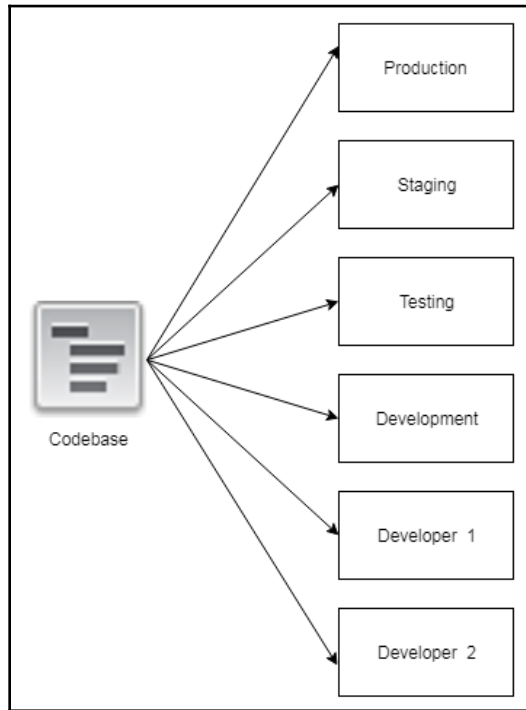 Production
Staging
Testing
Codebase
Development
Developer 1
Developer 2